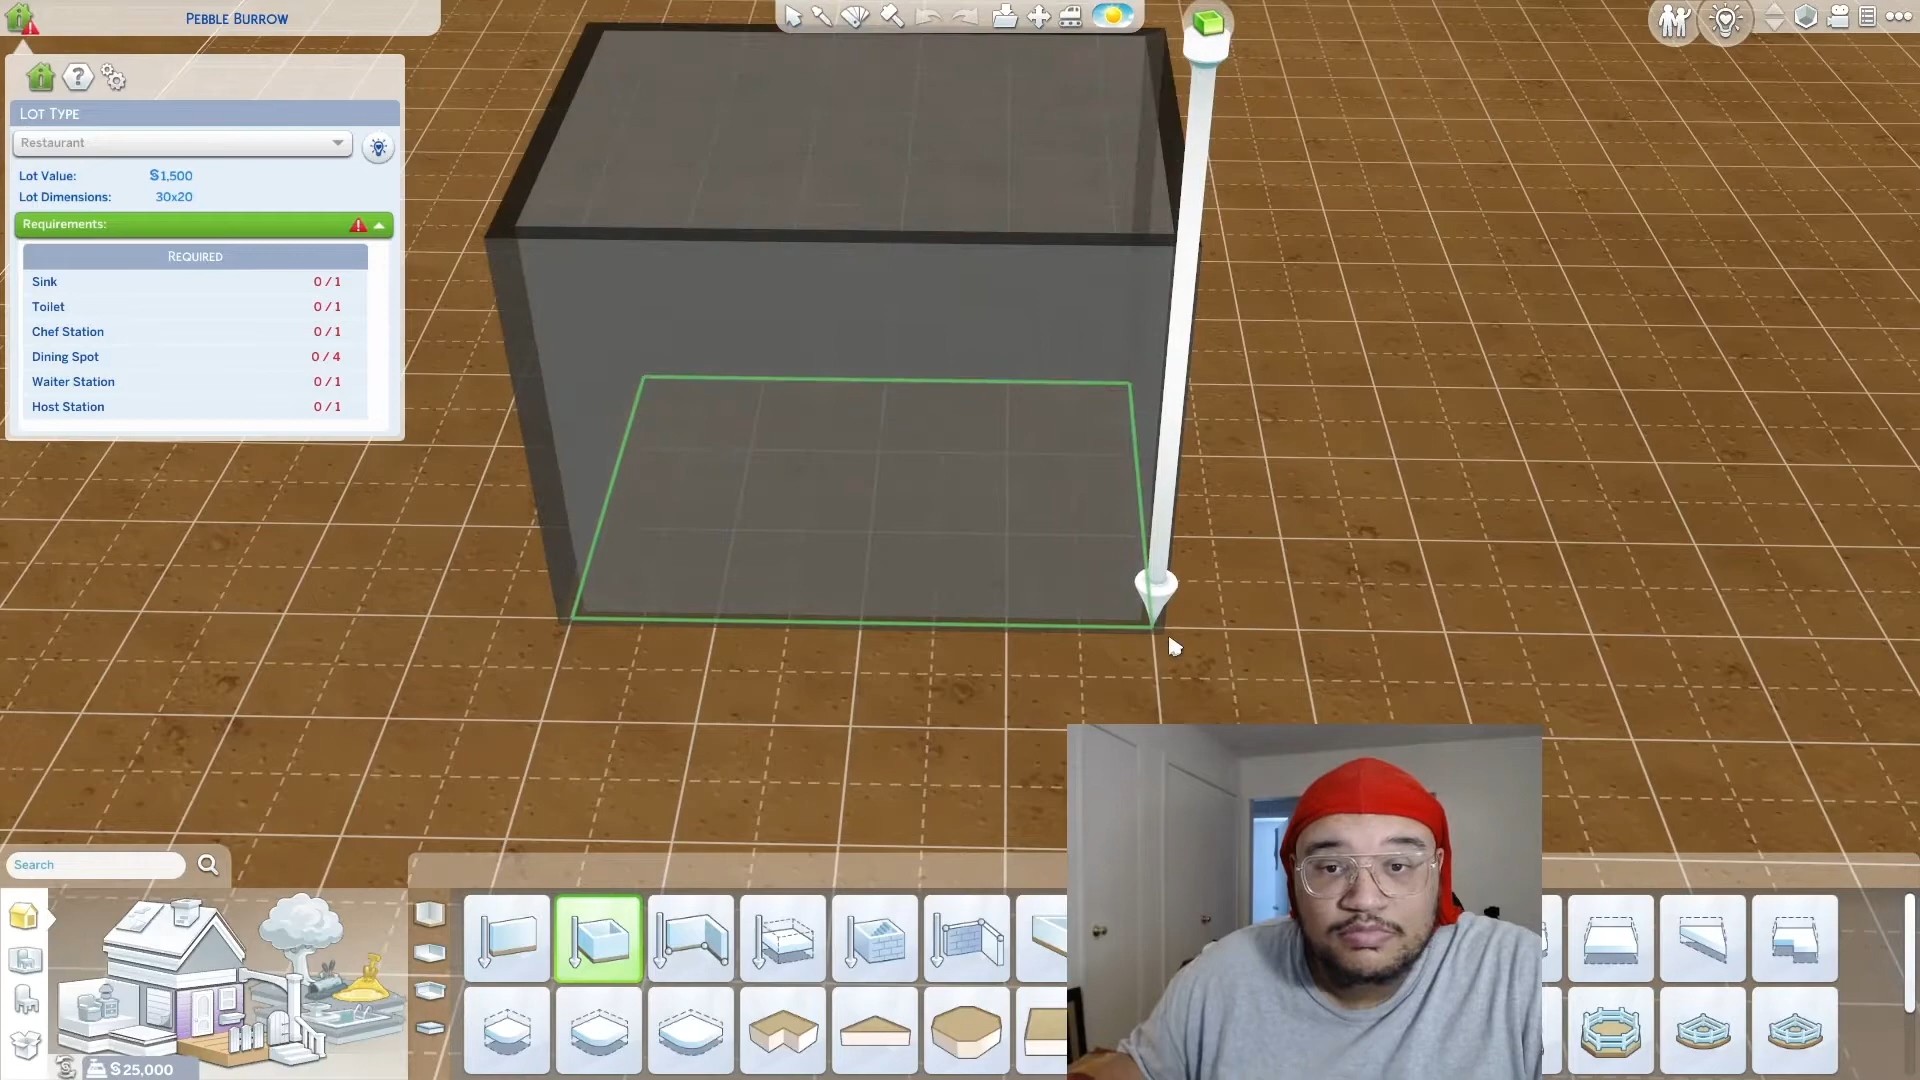 Pebble Burrow
Lot Type
Restaurant
Lot Value: §1,500
Lot Dimensions: 30x20
Requirements:
Required
Sink 0 / 1
Toilet 0 / 1
Chef Station 0 / 1
Dining Spot 0 / 4
Waiter Station 0 / 1
Host Station 0 / 1
Search
§25,000